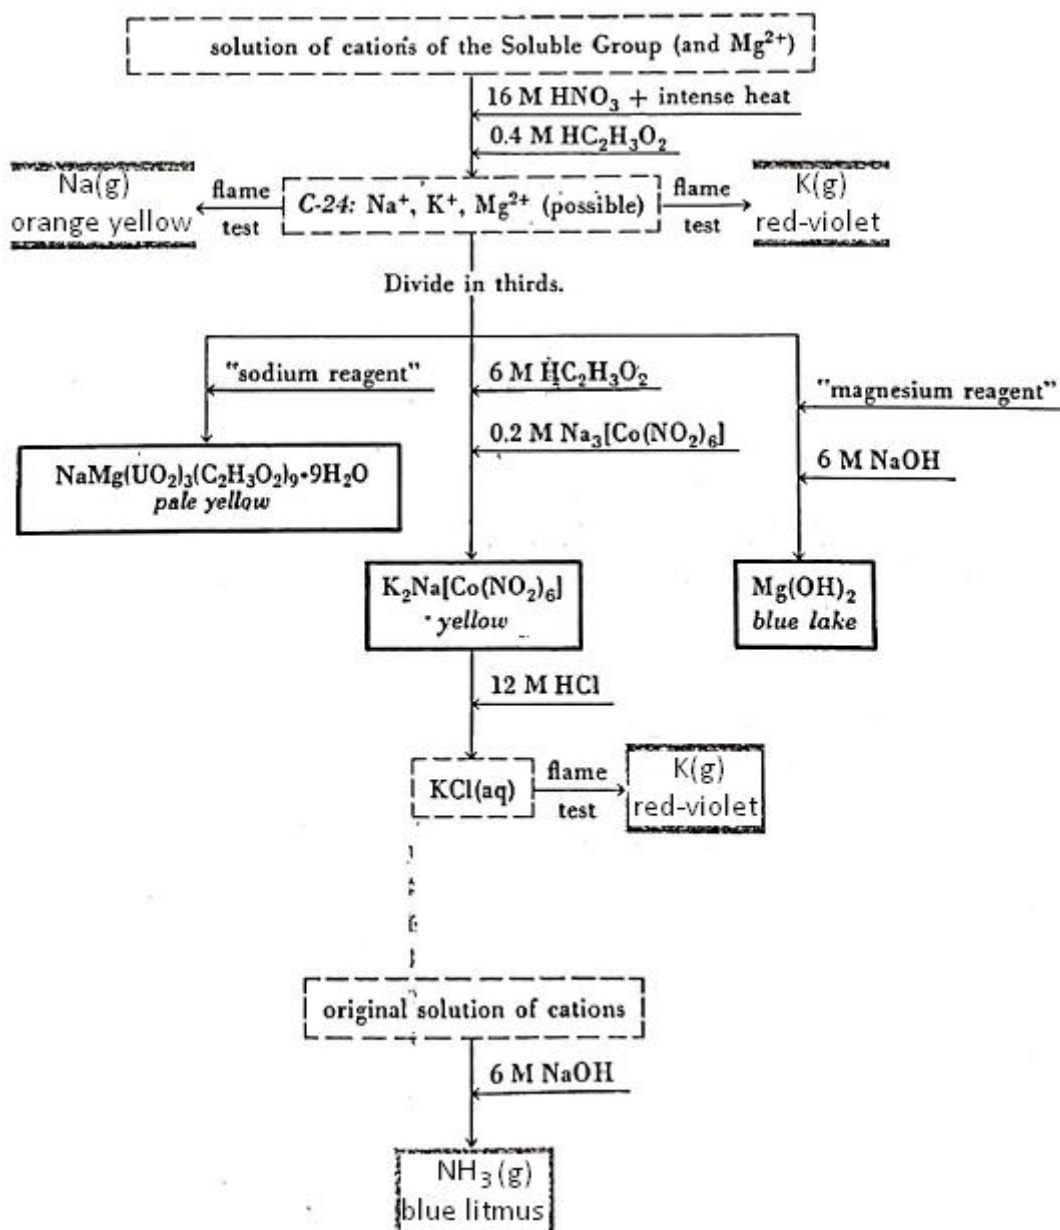 solution of cations of the Soluble Group (and Mg²⁺)
16 M HNO₃ + intense heat
0.4 M HC₂H₃O₂
Na(g)
orange yellow
flame
test
C-24: Na⁺, K⁺, Mg²⁺ (possible)
flame
test
K(g)
red-violet
Divide in thirds.
"sodium reagent"
6 M HC₂H₃O₂
"magnesium reagent"
0.2 M Na₃[Co(NO₂)₆]
6 M NaOH
NaMg(UO₂)₃(C₂H₃O₂)₉•9H₂O
pale yellow
K₂Na[Co(NO₂)₆]
yellow
Mg(OH)₂
blue lake
12 M HCl
KCl(aq)
flame
test
K(g)
red-violet
original solution of cations
6 M NaOH
NH₃(g)
blue litmus